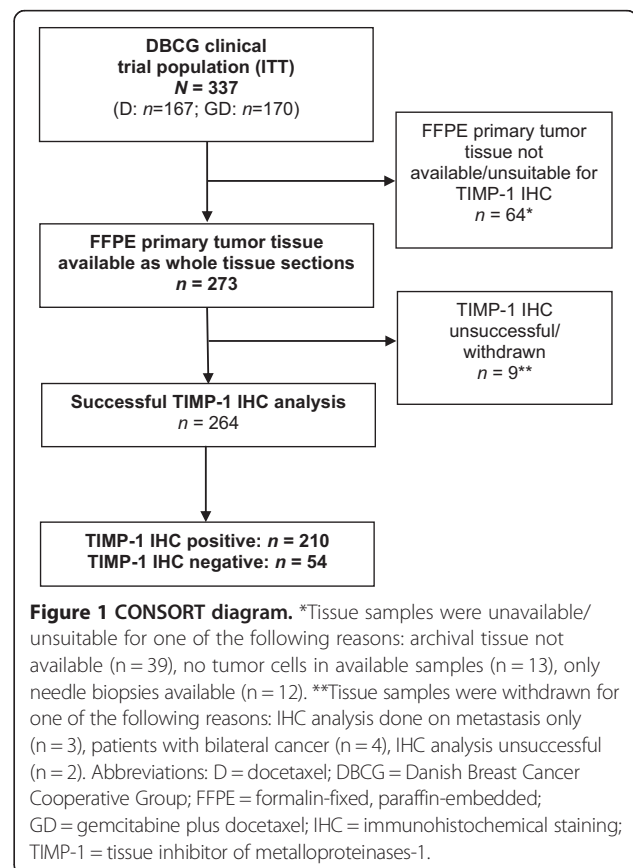 DBCG clinical
trial population (ITT)
N = 337
(D: n=167; GD: n=170)
FFPE primary tumor
tissue not
available/unsuitable for
TIMP-1 IHC
n = 64*
FFPE primary tumor tissue
available as whole tissue sections
n = 273
TIMP-1 IHC
unsuccessful/
withdrawn
n = 9**
Successful TIMP-1 IHC analysis
n = 264
TIMP-1 IHC positive: n = 210
TIMP-1 IHC negative: n = 54
Figure 1 CONSORT diagram. *Tissue samples were unavailable/
unsuitable for one of the following reasons: archival tissue not
available (n = 39), no tumor cells in available samples (n = 13), only
needle biopsies available (n = 12). **Tissue samples were withdrawn for
one of the following reasons: IHC analysis done on metastasis only
(n = 3), patients with bilateral cancer (n = 4), IHC analysis unsuccessful
(n = 2). Abbreviations: D = docetaxel; DBCG = Danish Breast Cancer
Cooperative Group; FFPE = formalin-fixed, paraffin-embedded;
GD = gemcitabine plus docetaxel; IHC = immunohistochemical staining;
TIMP-1 = tissue inhibitor of metalloproteinases-1.